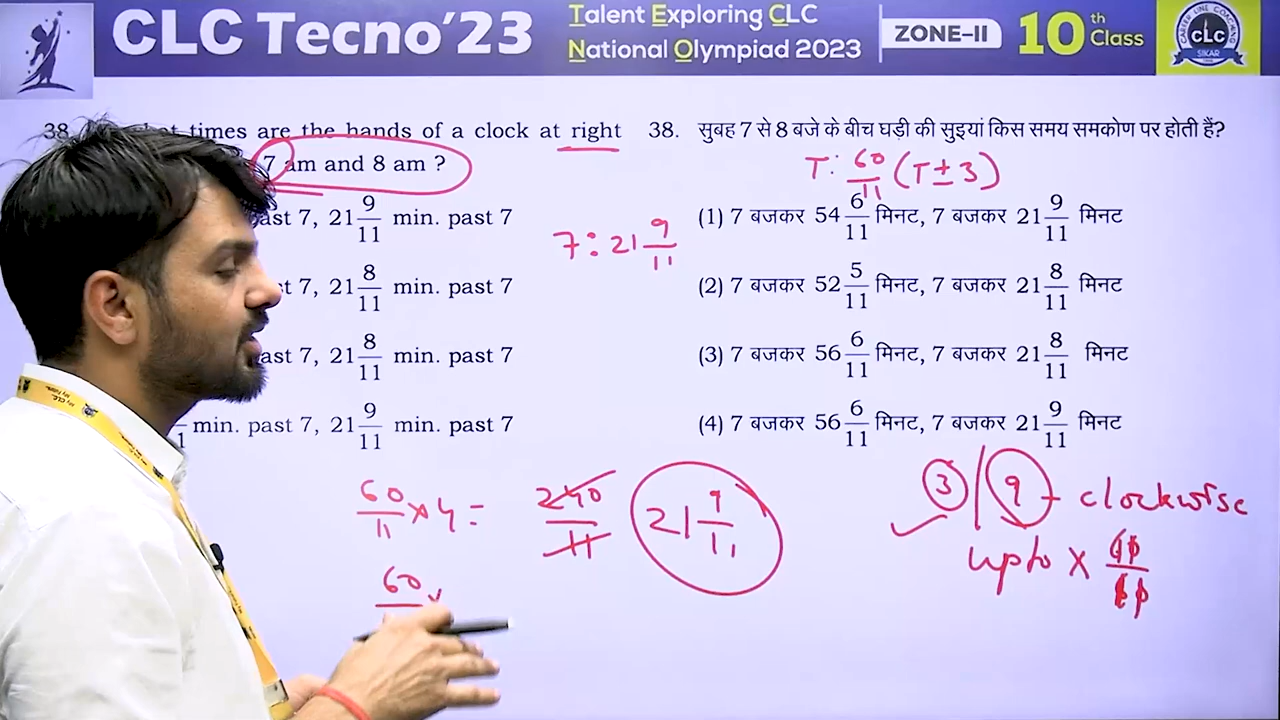 CLC Tecno'23
Talent Exploring CLC
National Olympiad 2023
ZONE-II
10th Class
CAREER LINE COACHING
CLC
SIKAR
38. times are the hands of a clock at right
7 am and 8 am ?
past 7, 21 9/11 min. past 7
7, 21 8/11 min. past 7
past 7, 21 8/11 min. past 7
min. past 7, 21 9/11 min. past 7
38. सुबह 7 से 8 बजे के बीच घड़ी की सुइयां किस समय समकोण पर होती हैं?
T: 60/11 (T ± 3)
7:21 9/11
(1) 7 बजकर 54 6/11 मिनट, 7 बजकर 21 9/11 मिनट
(2) 7 बजकर 52 5/11 मिनट, 7 बजकर 21 8/11 मिनट
(3) 7 बजकर 56 6/11 मिनट, 7 बजकर 21 8/11 मिनट
(4) 7 बजकर 56 6/11 मिनट, 7 बजकर 21 9/11 मिनट
60/11 × 4 = 240/11 21 9/11
60
3 / 9 - clockwise
upto ×